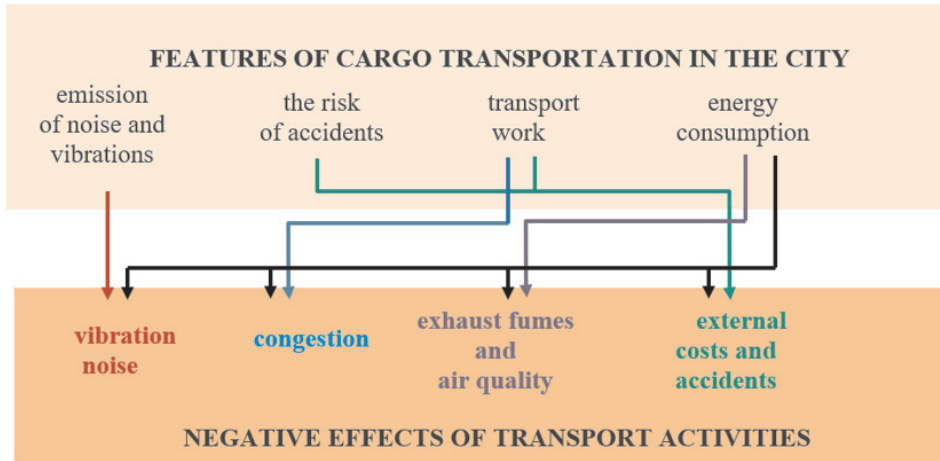 FEATURES OF CARGO TRANSPORTATION IN THE CITY
emission
of noise and
vibrations
the risk
of accidents
transport
work
energy
consumption
vibration
noise
congestion
exhaust fumes
and
air quality
external
costs and
accidents
NEGATIVE EFFECTS OF TRANSPORT ACTIVITIES